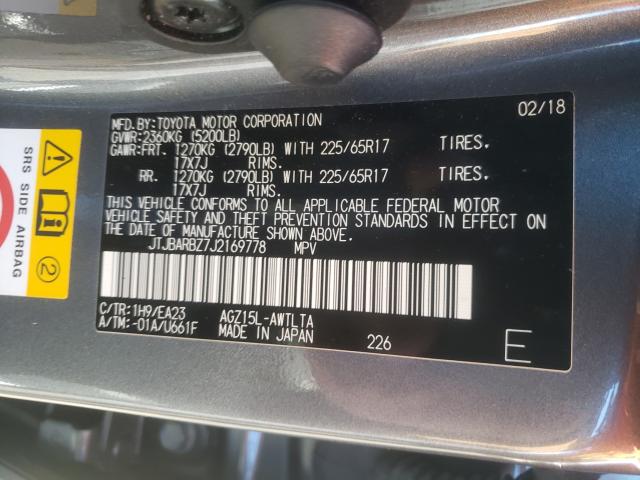 MFD.BY:TOYOTA MOTOR CORPORATION 02/18
GVWR:2360KG (5200LB)
GAWR:FRT. 1270KG (2790LB) WITH 225/65R17 TIRES,
17X7J RIMS.
RR. 1270KG (2790LB) WITH 225/65R17 TIRES,
17X7J RIMS.
THIS VEHICLE CONFORMS TO ALL APPLICABLE FEDERAL MOTOR
VEHICLE SAFETY AND THEFT PREVENTION STANDARDS IN EFFECT ON
THE DATE OF MANUFACTURE SHOWN ABOVE.
JTJBARBZ7J2169778 MPV
C/TR:1H9/EA23 AGZ15L-AWTLTA
A/TM:-01A/U661F MADE IN JAPAN 226 E
SRS SIDE AIRBAG
2